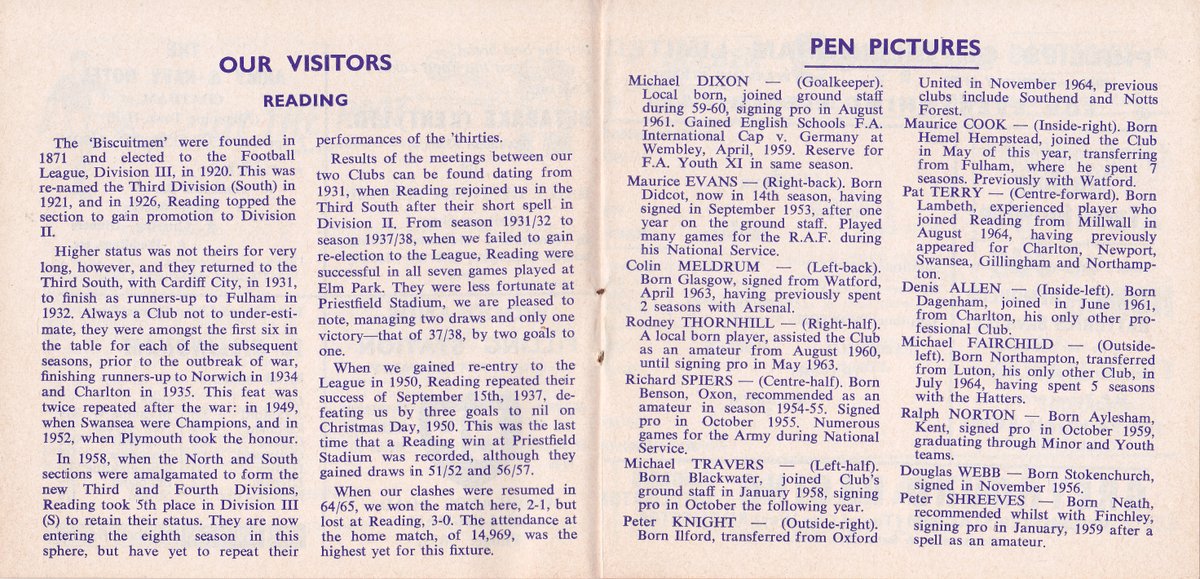 OUR VISITORS
READING
The 'Biscuitmen' were founded in
1871 and elected to the Football
League, Division III, in 1920. This was
re-named the Third Division (South) in
1921, and in 1926, Reading topped the
section to gain promotion to Division
II.
Higher status was not theirs for very
long, however, and they returned to the
Third South, with Cardiff City, in 1931,
to finish as runners-up to Fulham in
1932. Always a Club not to under-esti-
mate, they were amongst the first six in
the table for each of the subsequent
seasons, prior to the outbreak of war,
finishing runners-up to Norwich in 1934
and Charlton in 1935. This feat was
twice repeated after the war: in 1949,
when Swansea were Champions, and in
1952, when Plymouth took the honour.
In 1958, when the North and South
sections were amalgamated to form the
new Third and Fourth Divisions,
Reading took 5th place in Division III
(S) to retain their status. They are now
entering the eighth season in this
sphere, but have yet to repeat their
performances of the 'thirties.
Results of the meetings between our
two Clubs can be found dating from
1931, when Reading rejoined us in the
Third South after their short spell in
Division II. From season 1931/32 to
season 1937/38, when we failed to gain
re-election to the League, Reading were
successful in all seven games played at
Elm Park. They were less fortunate at
Priestfield Stadium, we are pleased to
note, managing two draws and only one
victory—that of 37/38, by two goals to
one.
When we gained re-entry to the
League in 1950, Reading repeated their
success of September 15th, 1937, de-
feating us by three goals to nil on
Christmas Day, 1950. This was the last
time that a Reading win at Priestfield
Stadium was recorded, although they
gained draws in 51/52 and 56/57.
When our clashes were resumed in
64/65, we won the match here, 2-1, but
lost at Reading, 3-0. The attendance at
the home match, of 14,969, was the
highest yet for this fixture.
PEN PICTURES
Michael DIXON — (Goalkeeper).
Local born, joined ground staff
during 59-60, signing pro in August
1961. Gained English Schools F.A.
International Cap v. Germany at
Wembley, April, 1959. Reserve for
F.A. Youth XI in same season.
Maurice EVANS — (Right-back). Born
Didcot, now in 14th season, having
signed in September 1953, after one
year on the ground staff. Played
many games for the R.A.F. during
his National Service.
Colin MELDRUM — (Left-back).
Born Glasgow, signed from Watford,
April 1963, having previously spent
2 seasons with Arsenal.
Rodney THORNHILL — (Right-half).
A local born player, assisted the Club
as an amateur from August 1960,
until signing pro in May 1963.
Richard SPIERS — (Centre-half). Born
Benson, Oxon, recommended as an
amateur in season 1954-55. Signed
pro in October 1955. Numerous
games for the Army during National
Service.
Michael TRAVERS — (Left-half).
Born Blackwater, joined Club's
ground staff in January 1958, signing
pro in October the following year.
Peter KNIGHT — (Outside-right).
Born Ilford, transferred from Oxford
United in November 1964, previous
clubs include Southend and Notts
Forest.
Maurice COOK — (Inside-right). Born
Hemel Hempstead, joined the Club
in May of this year, transferring
from Fulham, where he spent 7
seasons. Previously with Watford.
Pat TERRY — (Centre-forward). Born
Lambeth, experienced player who
joined Reading from Millwall in
August 1964, having previously
appeared for Charlton, Newport,
Swansea, Gillingham and Northamp-
ton.
Denis ALLEN — (Inside-left). Born
Dagenham, joined in June 1961,
from Charlton, his only other pro-
fessional Club.
Michael FAIRCHILD — (Outside-
left). Born Northampton, transferred
from Luton, his only other Club, in
July 1964, having spent 5 seasons
with the Hatters.
Ralph NORTON — Born Aylesham,
Kent, signed pro in October 1959,
graduating through Minor and Youth
teams.
Douglas WEBB — Born Stokenchurch,
signed in November 1956.
Peter SHREEVES — Born Neath,
recommended whilst with Finchley,
signing pro in January, 1959 after a
spell as an amateur.